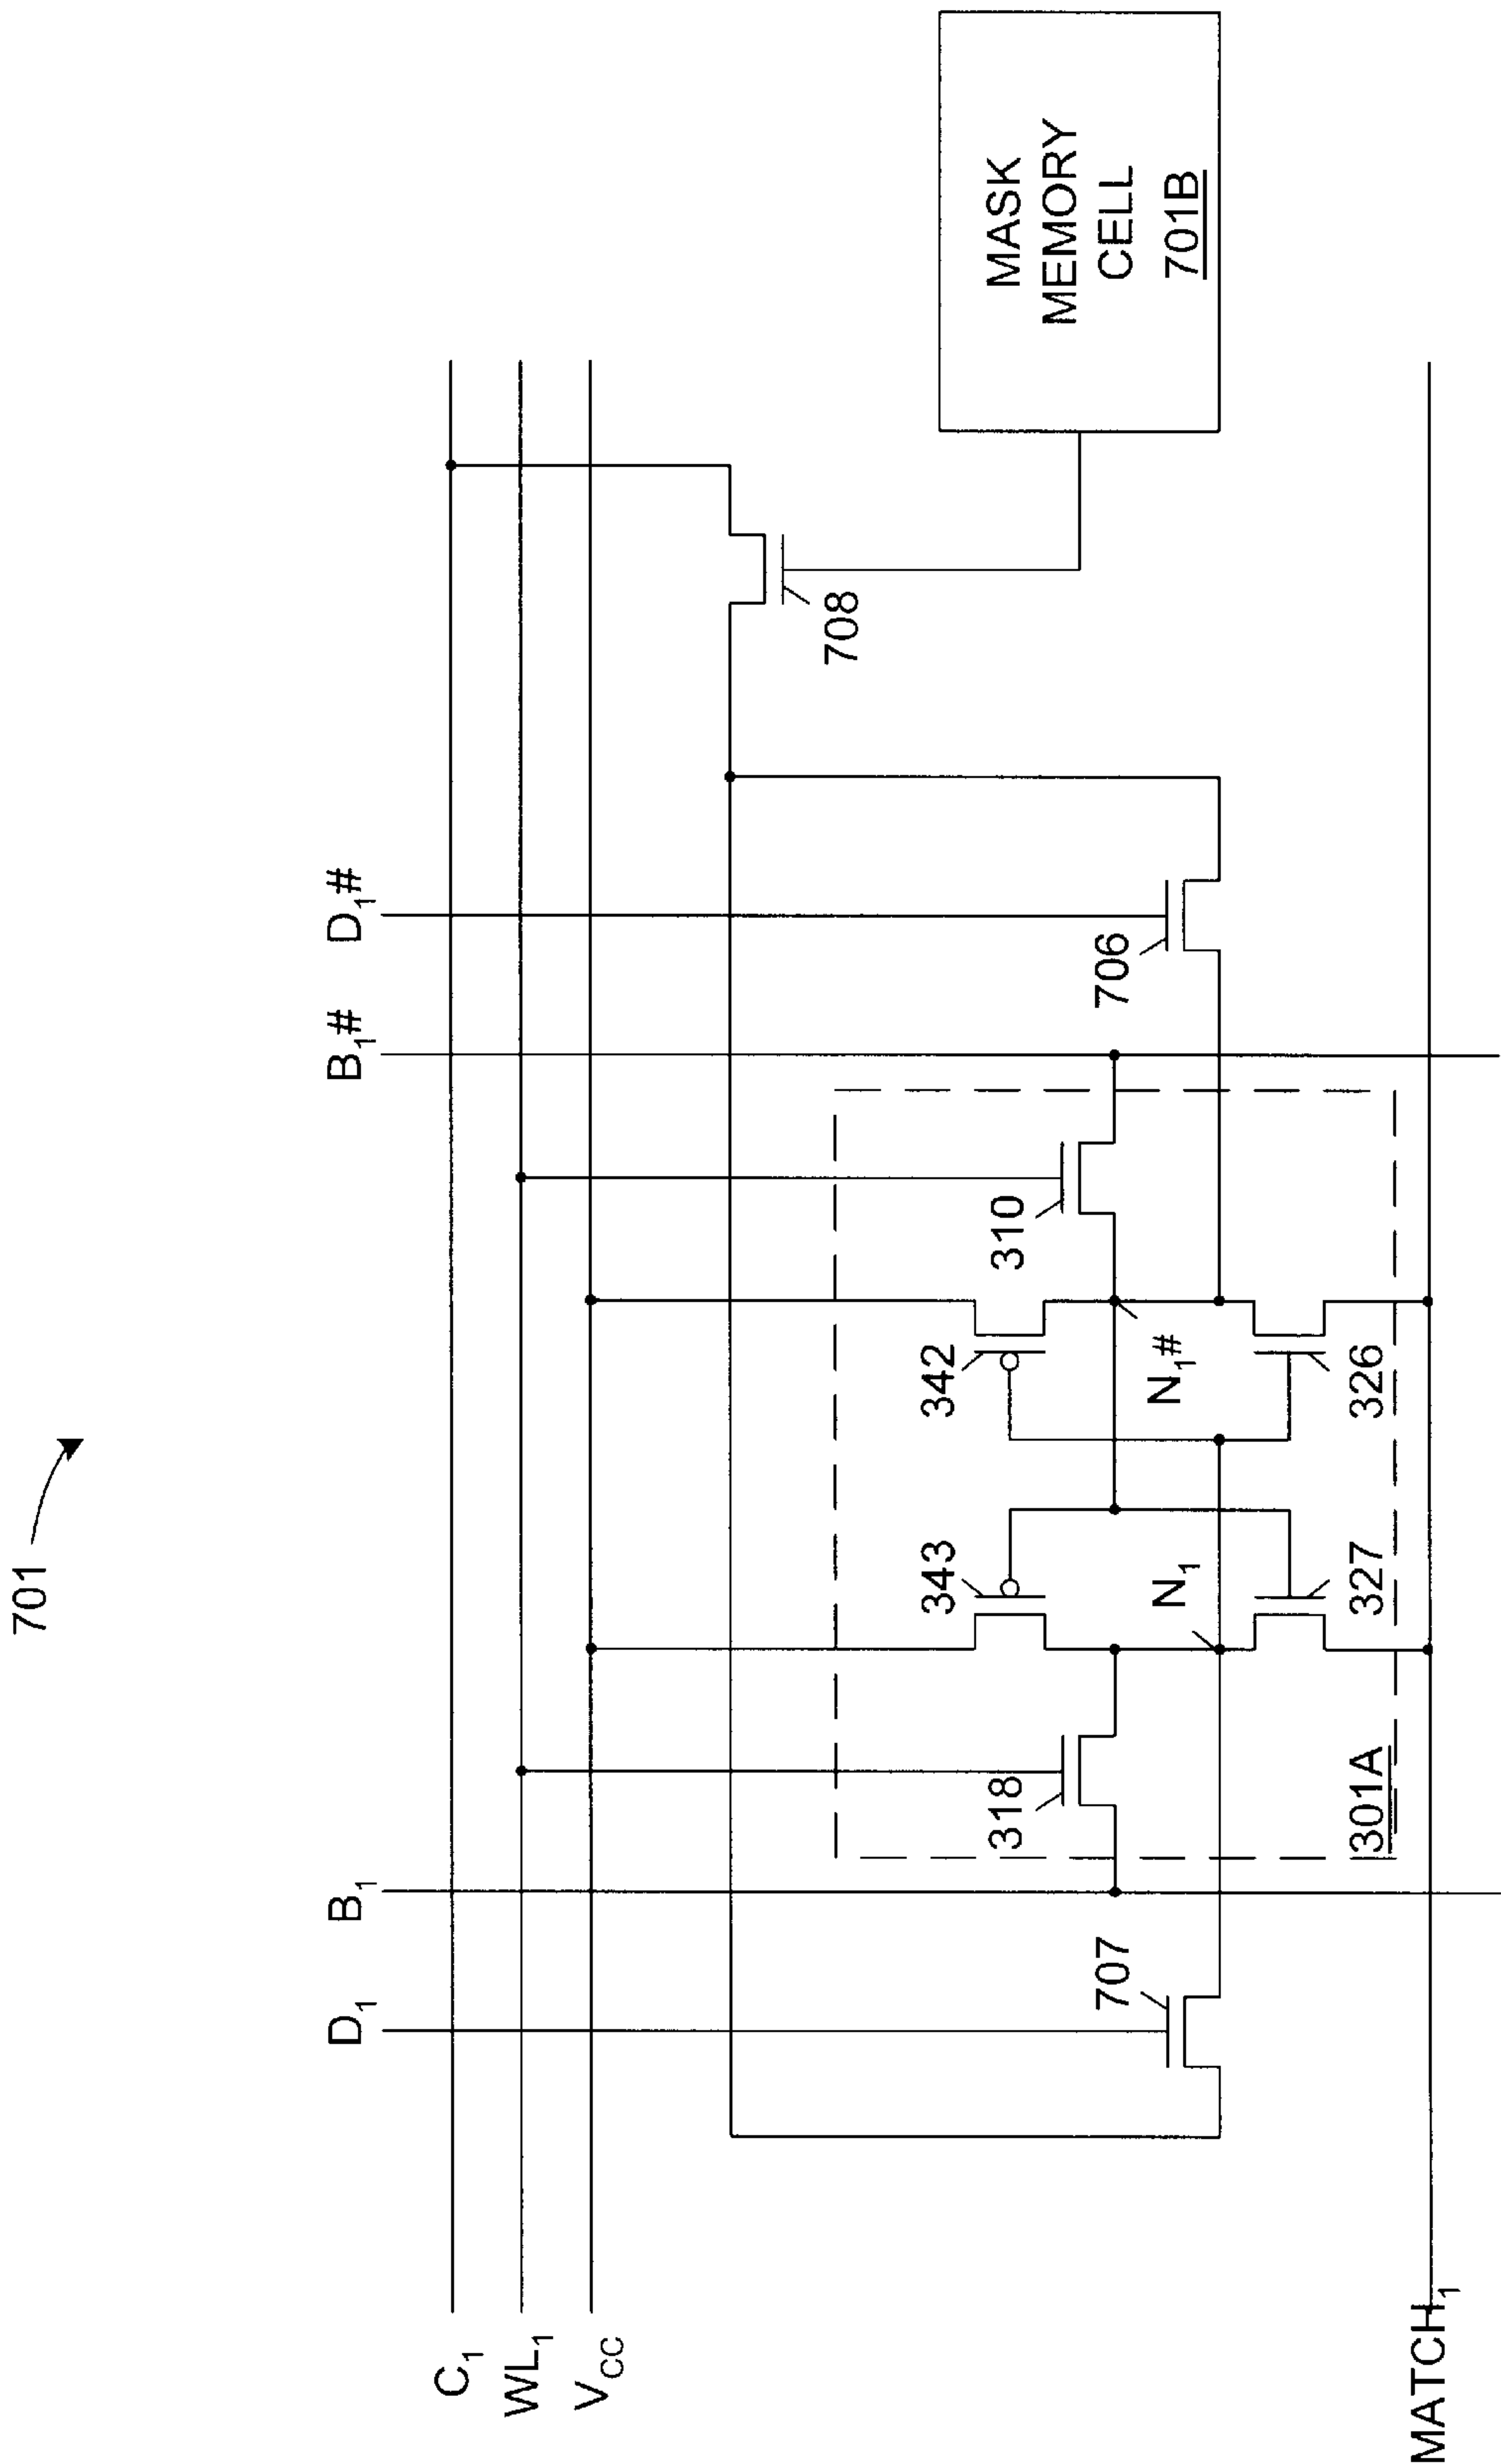 701
D₁
B₁
B₁#
D₁#
C₁
WL₁
V_CC
708
MASK
MEMORY
CELL
701B
707
318
343
342
310
706
N₁
N₁#
301A
327
326
MATCH₁